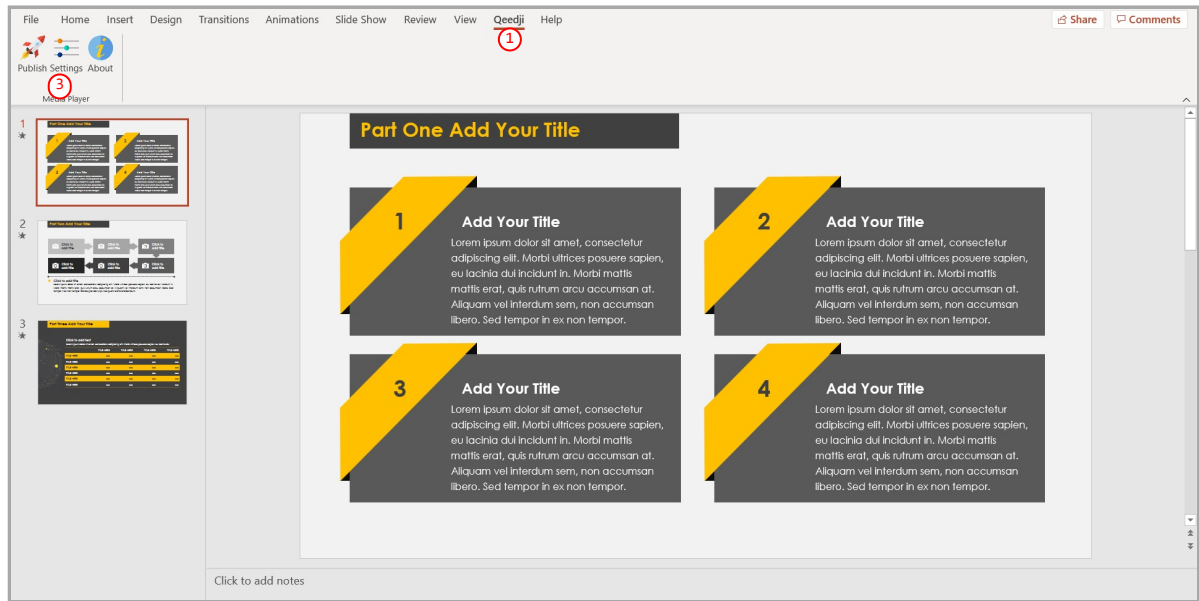 File Home Insert Design Transitions Animations Slide Show Review View Qeedji Help Share Comments
1
Publish Settings About
3
Media Player
1
Part One Add Your Title
2
3
Part Three Add Your Title
Part One Add Your Title
1
Add Your Title
Lorem ipsum dolor sit amet, consectetur
adipiscing elit. Morbi ultrices posuere sapien,
eu lacinia dui incidunt in. Morbi mattis
mattis erat, quis rutrum arcu accumsan at.
Aliquam vel interdum sem, non accumsan
libero. Sed tempor in ex non tempor.
2
Add Your Title
Lorem ipsum dolor sit amet, consectetur
adipiscing elit. Morbi ultrices posuere sapien,
eu lacinia dui incidunt in. Morbi mattis
mattis erat, quis rutrum arcu accumsan at.
Aliquam vel interdum sem, non accumsan
libero. Sed tempor in ex non tempor.
3
Add Your Title
Lorem ipsum dolor sit amet, consectetur
adipiscing elit. Morbi ultrices posuere sapien,
eu lacinia dui incidunt in. Morbi mattis
mattis erat, quis rutrum arcu accumsan at.
Aliquam vel interdum sem, non accumsan
libero. Sed tempor in ex non tempor.
4
Add Your Title
Lorem ipsum dolor sit amet, consectetur
adipiscing elit. Morbi ultrices posuere sapien,
eu lacinia dui incidunt in. Morbi mattis
mattis erat, quis rutrum arcu accumsan at.
Aliquam vel interdum sem, non accumsan
libero. Sed tempor in ex non tempor.
Click to add notes